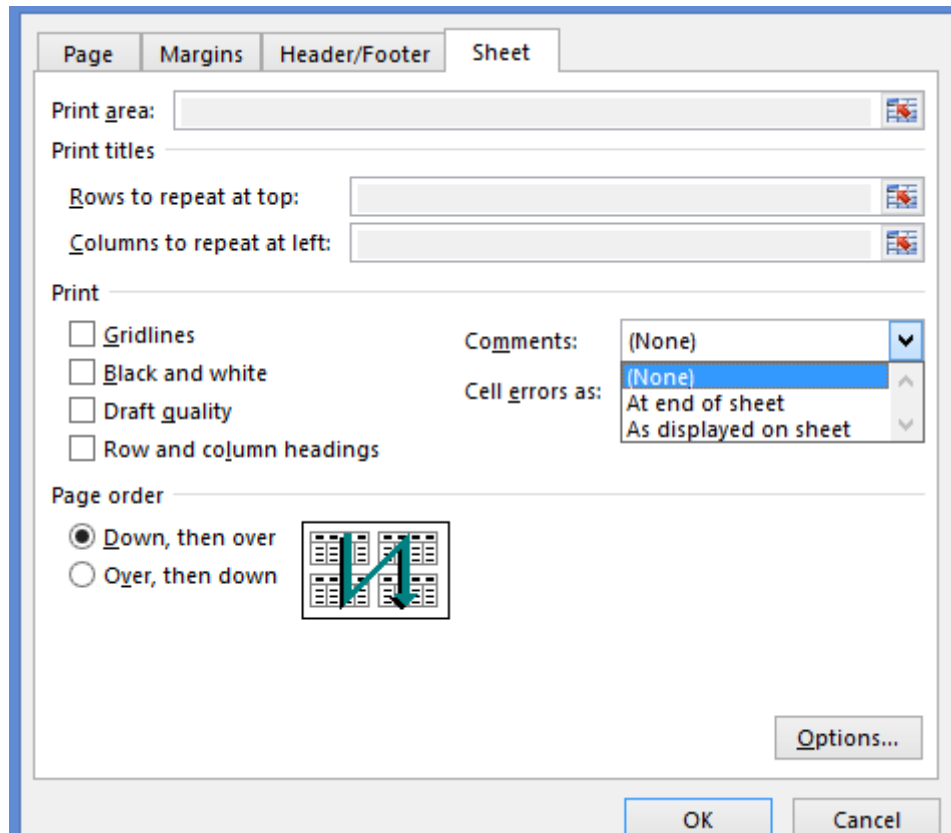 Page Margins Header/Footer Sheet
Print area:
Print titles
Rows to repeat at top:
Columns to repeat at left:
Print
Gridlines
Black and white
Draft quality
Row and column headings
Comments: (None)
Cell errors as:
(None)
At end of sheet
As displayed on sheet
Page order
Down, then over
Over, then down
Options...
OK Cancel